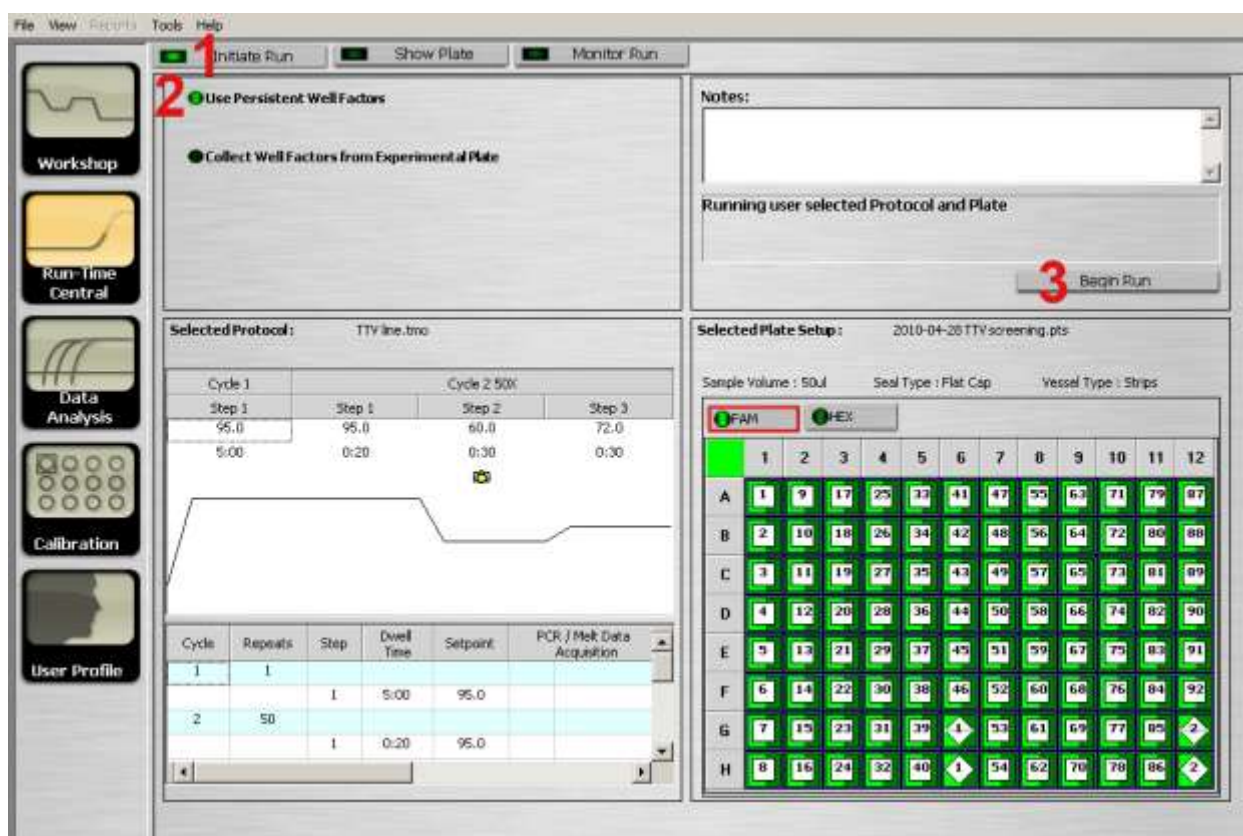 File View Reports Tools Help
1 Initiate Run Show Plate Monitor Run
2 Use Persistent Well Factors
Collect Well Factors from Experimental Plate
Notes:
Running user selected Protocol and Plate
3 Begin Run
Workshop
Run-Time
Central
Data
Analysis
Calibration
User Profile
Selected Protocol: TTV line.tmo
Cycle 1 Cycle 2 50X
Step 1 Step 1 Step 2 Step 3
95.0 95.0 60.0 72.0
5:00 0:20 0:30 0:30
Cycle Repeats Step Dwell Time Setpoint PCR / Melt Data Acquisition
1 1
1 5:00 95.0
2 50
1 0:20 95.0
Selected Plate Setup: 2010-04-28 TTV screening.pts
Sample Volume : 50ul Seal Type : Flat Cap Vessel Type : Strips
FAM HEX
1 2 3 4 5 6 7 8 9 10 11 12
A 1 9 17 25 33 41 47 55 63 71 79 87
B 2 10 18 26 34 42 48 56 64 72 80 88
C 3 11 19 27 35 43 49 57 65 73 81 89
D 4 12 20 28 36 44 50 58 66 74 82 90
E 5 13 21 29 37 45 51 59 67 75 83 91
F 6 14 22 30 38 46 52 60 68 76 84 92
G 7 15 23 31 39 1 53 61 69 77 85 2
H 8 16 24 32 40 1 54 62 70 78 86 2